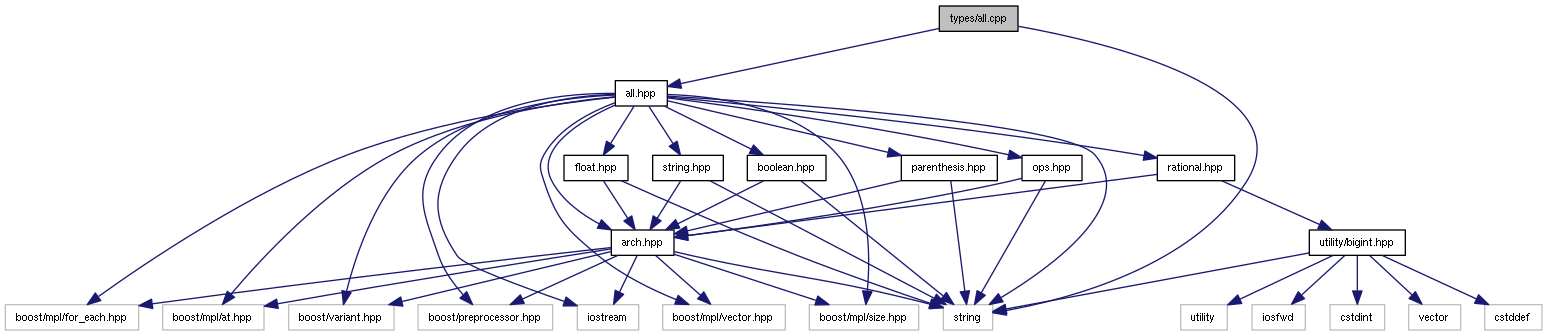 types/all.cpp
all.hpp
float.hpp
string.hpp
boolean.hpp
parenthesis.hpp
ops.hpp
rational.hpp
arch.hpp
utility/bigint.hpp
boost/mpl/for_each.hpp
boost/mpl/at.hpp
boost/variant.hpp
boost/preprocessor.hpp
iostream
boost/mpl/vector.hpp
boost/mpl/size.hpp
string
utility
iosfwd
cstdint
vector
cstddef